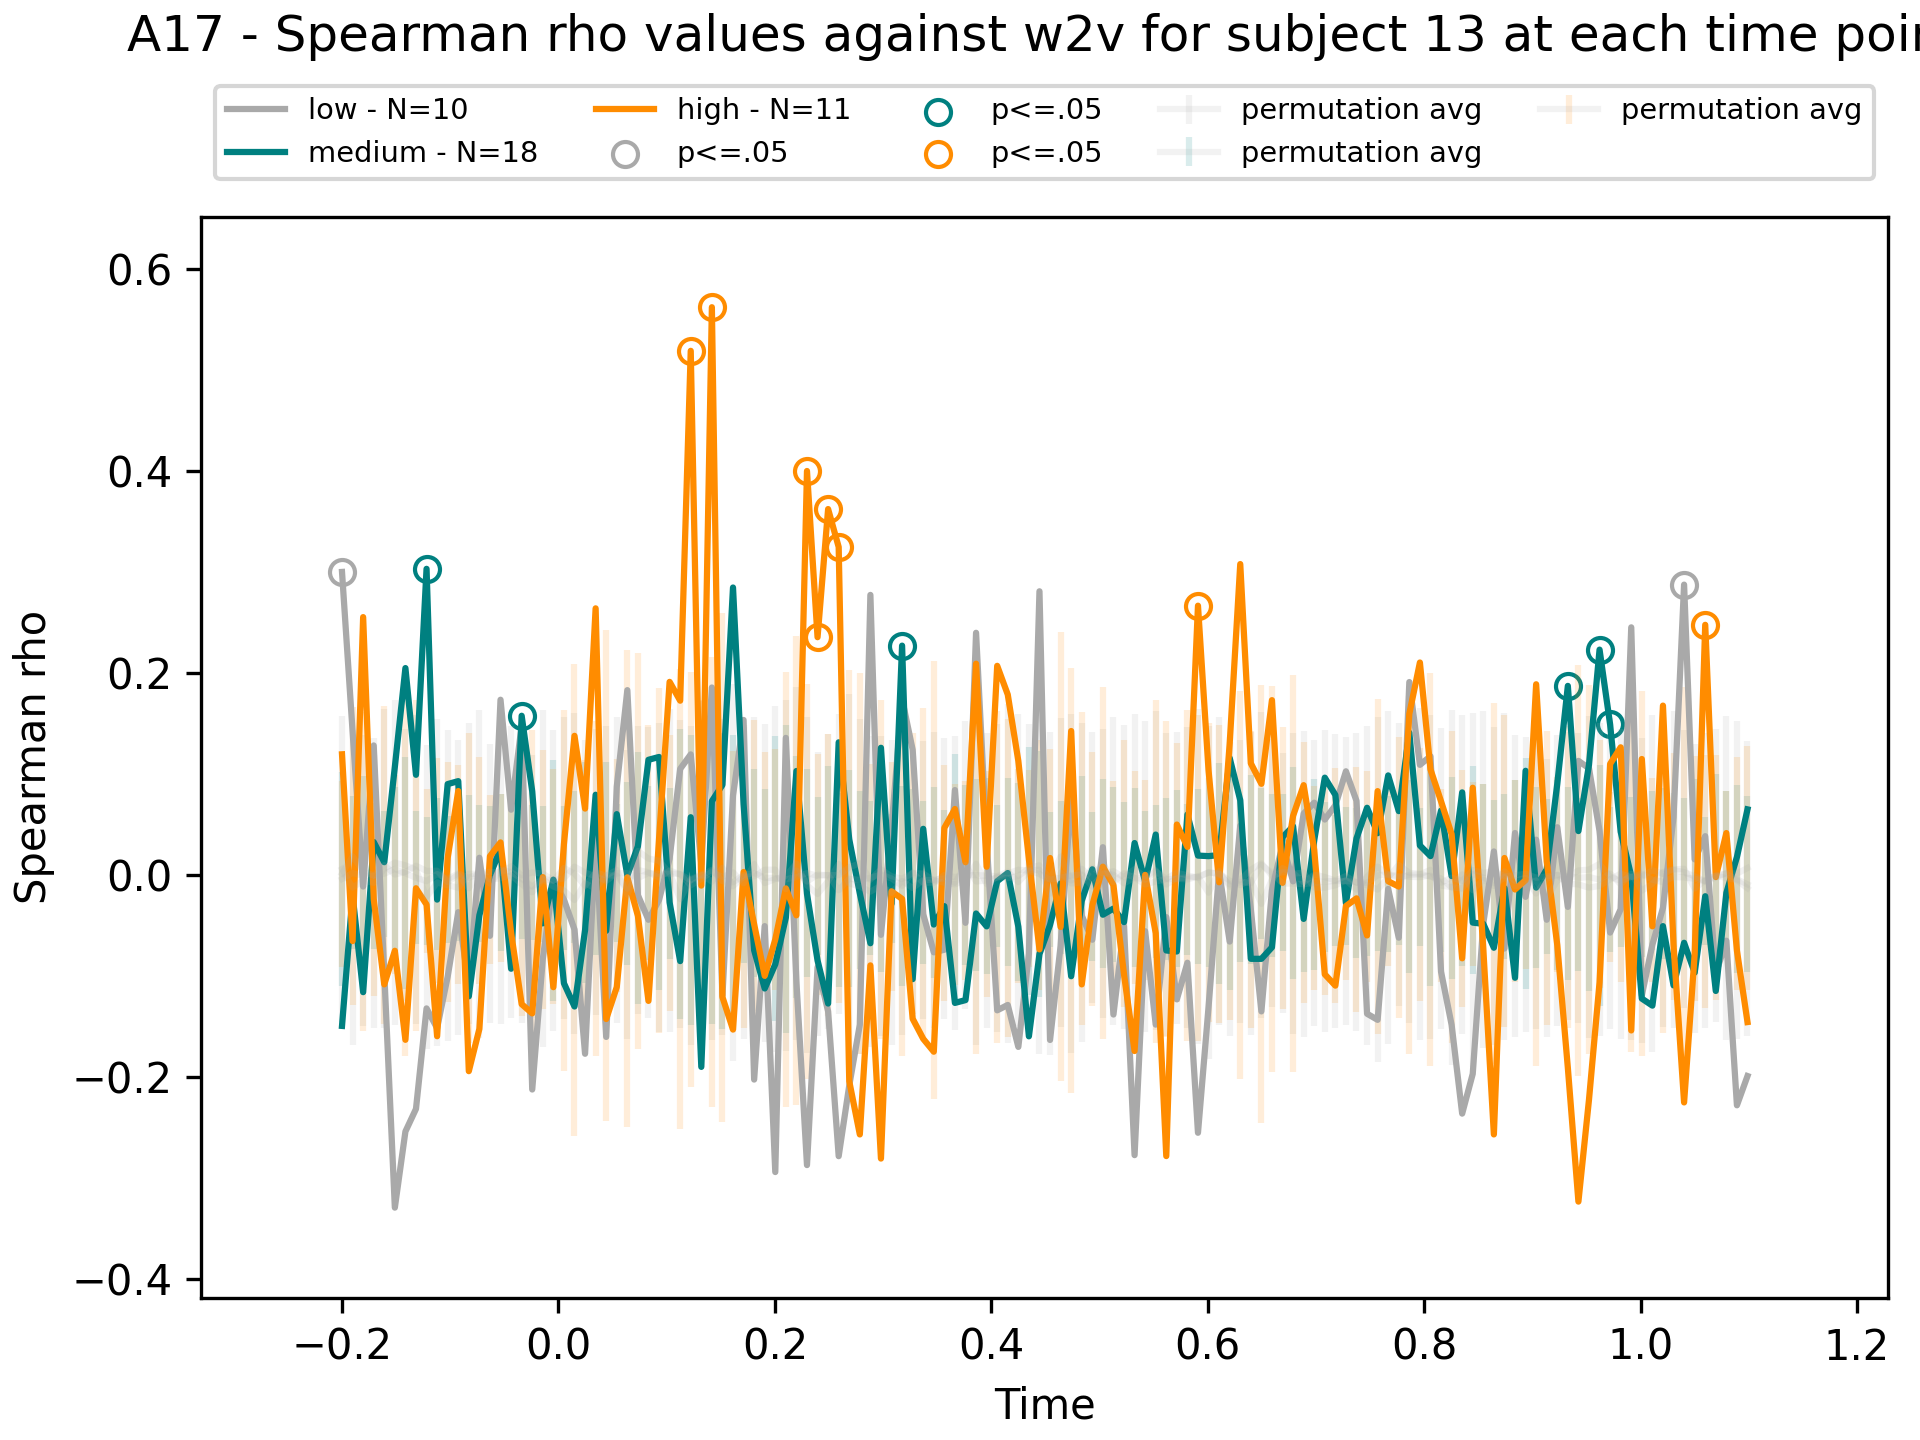 A17 - Spearman rho values against w2v for subject 13 at each time poi
low - N=10
medium - N=18
high - N=11
p<=.05
p<=.05
p<=.05
permutation avg
permutation avg
permutation avg
Spearman rho
0.6
0.4
0.2
0.0
−0.2
−0.4
−0.2 0.0 0.2 0.4 0.6 0.8 1.0 1.2
Time